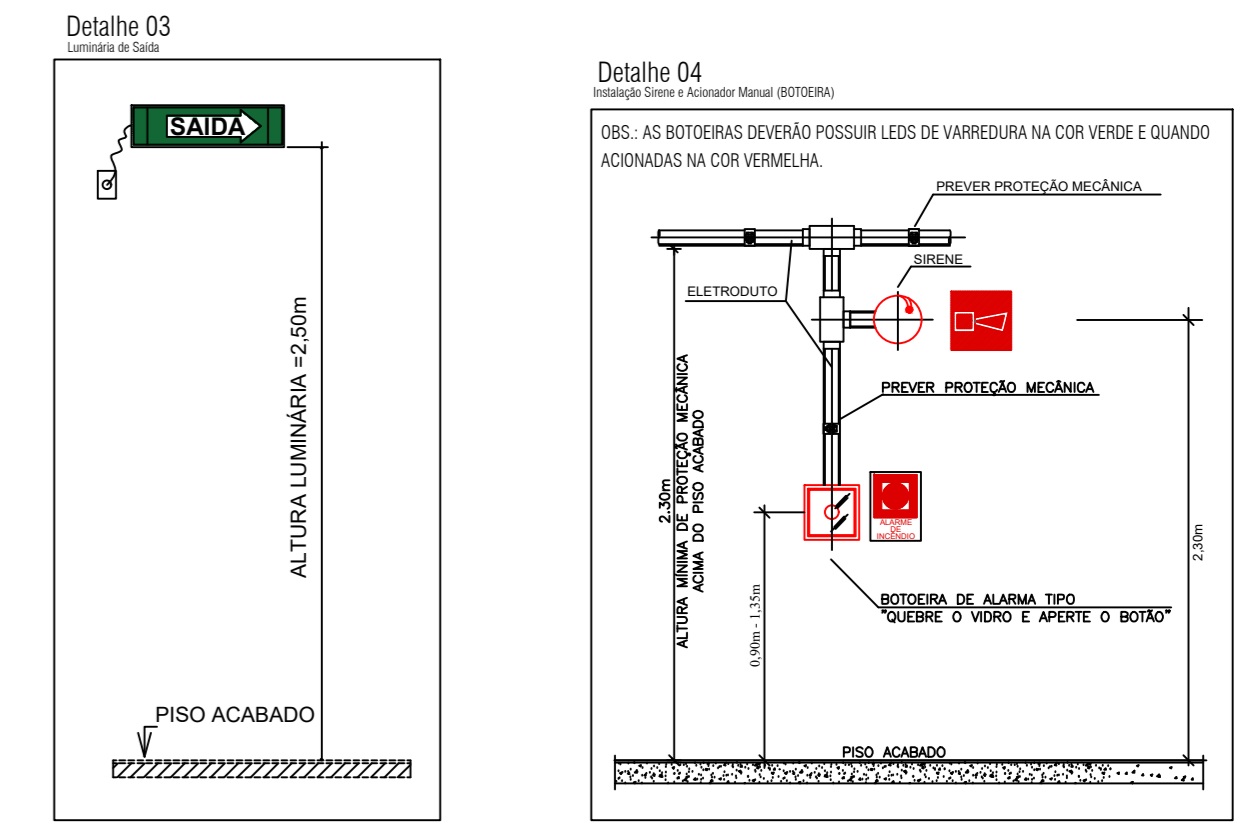 Detalhe 03
Luminária de Saída
SAIDA
ALTURA LUMINÁRIA =2,50m
PISO ACABADO
Detalhe 04
Instalação Sirene e Acionador Manual (BOTOEIRA)
OBS.: AS BOTOEIRAS DEVERÃO POSSUIR LEDS DE VARREDURA NA COR VERDE E QUANDO
ACIONADAS NA COR VERMELHA.
PREVER PROTEÇÃO MECÂNICA
SIRENE
ELETRODUTO
PREVER PROTEÇÃO MECÂNICA
2.30m
ALTURA MÍNIMA DE PROTEÇÃO MECÂNICA
ACIMA DO PISO ACABADO
ALARME
DE
INCÊNDIO
0,90m - 1,35m
2,30m
BOTOEIRA DE ALARMA TIPO
"QUEBRE O VIDRO E APERTE O BOTÃO"
PISO ACABADO